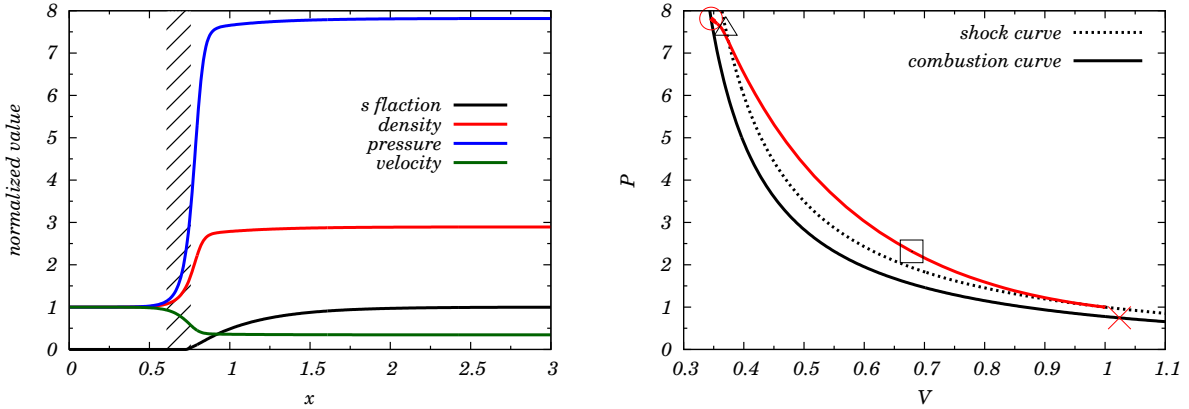 8
7
6
5
4
3
2
1
0
normalized value
s flaction
density
pressure
velocity
0 0.5 1 1.5 2 2.5 3
x
8
7
6
5
4
3
2
1
0
P
shock curve
combustion curve
0.3 0.4 0.5 0.6 0.7 0.8 0.9 1 1.1
V